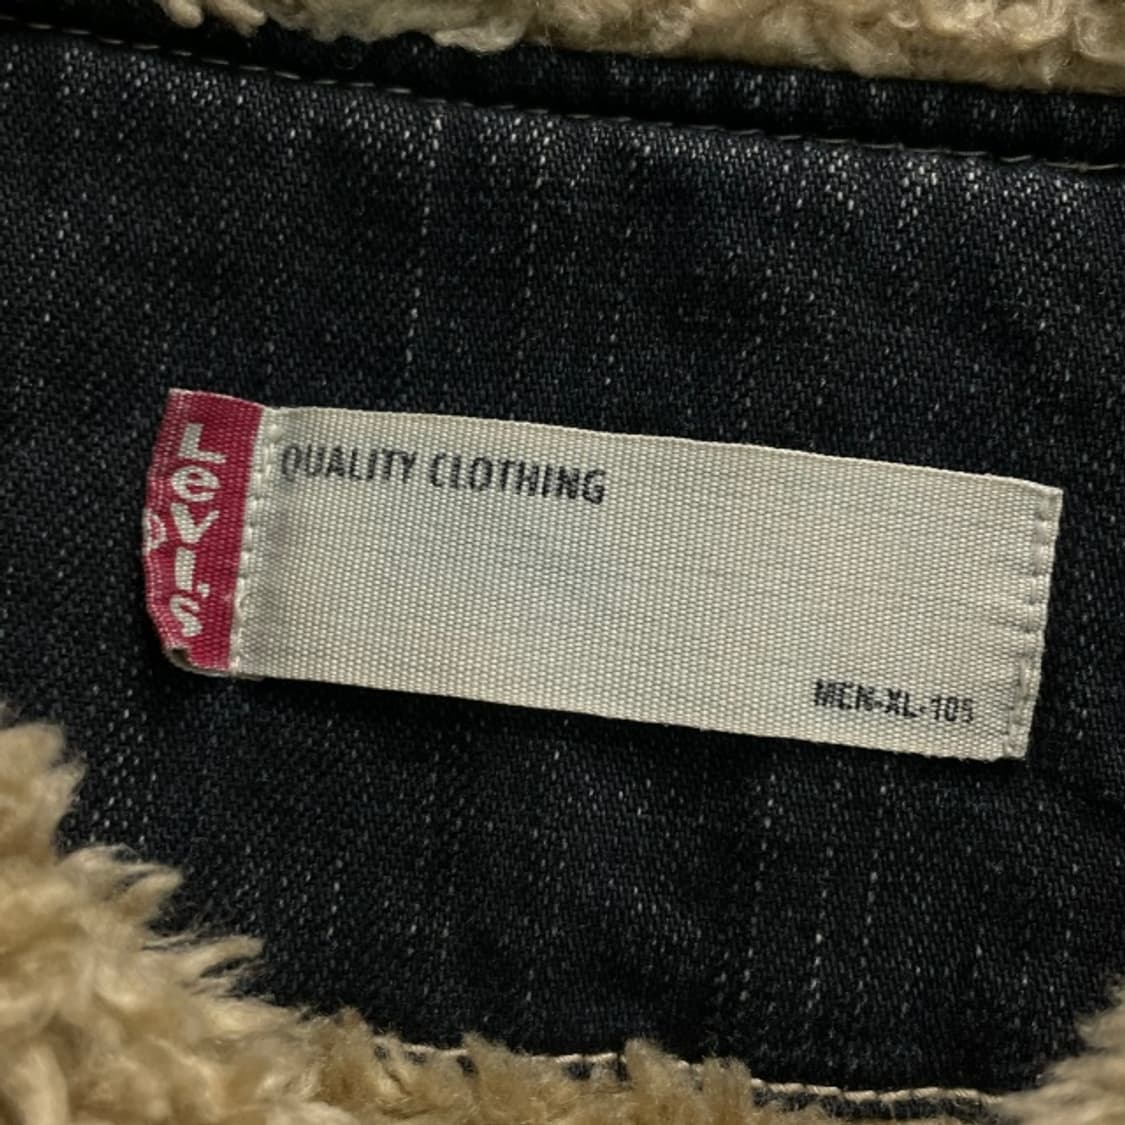 Levi's
QUALITY CLOTHING
MEN-XL-105